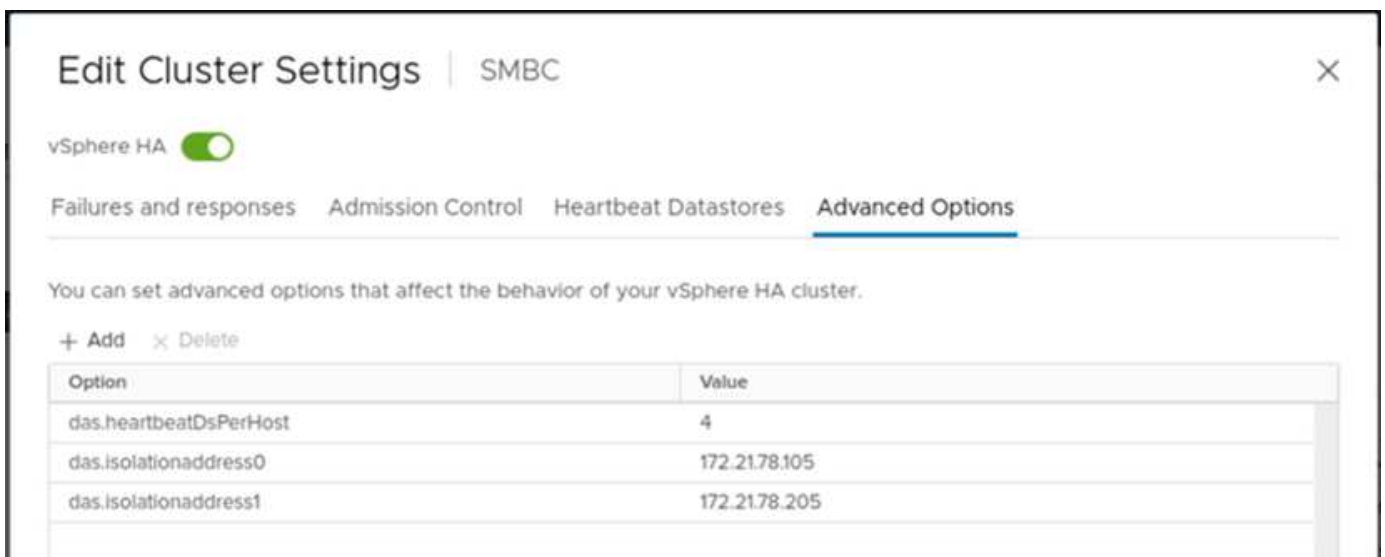 Edit Cluster Settings | SMBC
vSphere HA
Failures and responses Admission Control Heartbeat Datastores Advanced Options
You can set advanced options that affect the behavior of your vSphere HA cluster.
+ Add × Delete
Option Value
das.heartbeatDsPerHost 4
das.isolationaddress0 172.21.78.105
das.isolationaddress1 172.21.78.205